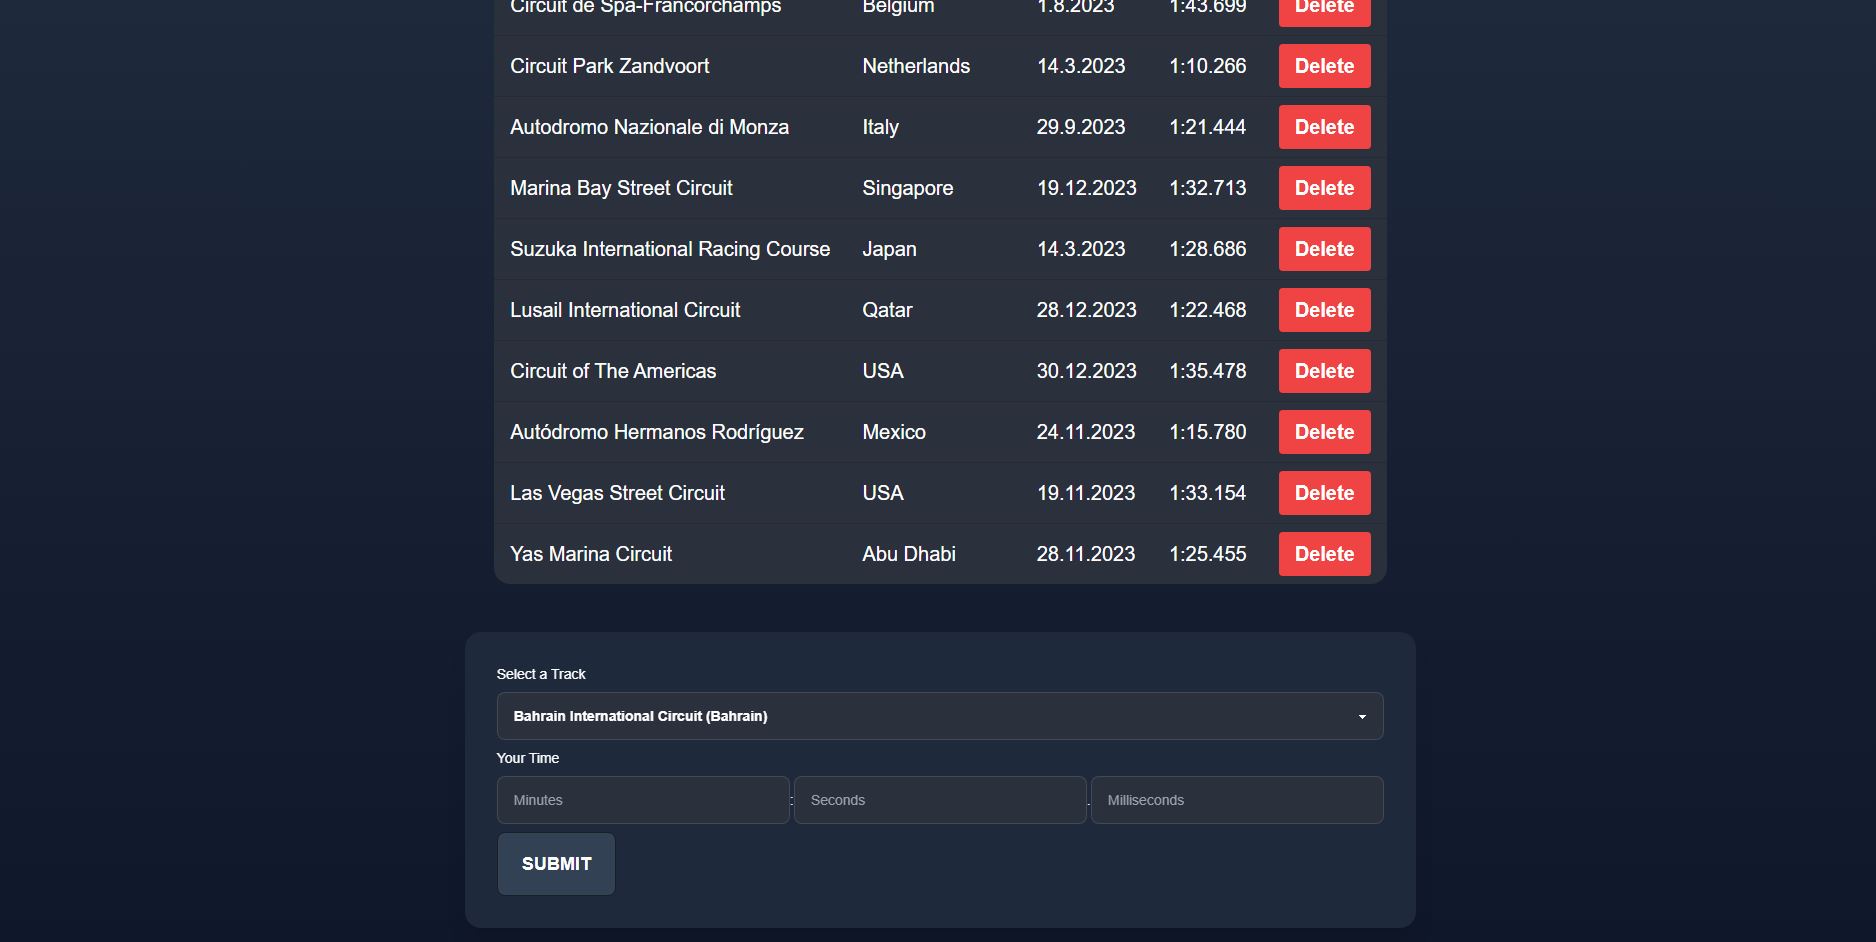 Circuit de Spa-Francorchamps Belgium 1.8.2023 1:43.699 Delete
Circuit Park Zandvoort Netherlands 14.3.2023 1:10.266 Delete
Autodromo Nazionale di Monza Italy 29.9.2023 1:21.444 Delete
Marina Bay Street Circuit Singapore 19.12.2023 1:32.713 Delete
Suzuka International Racing Course Japan 14.3.2023 1:28.686 Delete
Lusail International Circuit Qatar 28.12.2023 1:22.468 Delete
Circuit of The Americas USA 30.12.2023 1:35.478 Delete
Autódromo Hermanos Rodríguez Mexico 24.11.2023 1:15.780 Delete
Las Vegas Street Circuit USA 19.11.2023 1:33.154 Delete
Yas Marina Circuit Abu Dhabi 28.11.2023 1:25.455 Delete
Select a Track
Bahrain International Circuit (Bahrain)
Your Time
Minutes : Seconds . Milliseconds
SUBMIT